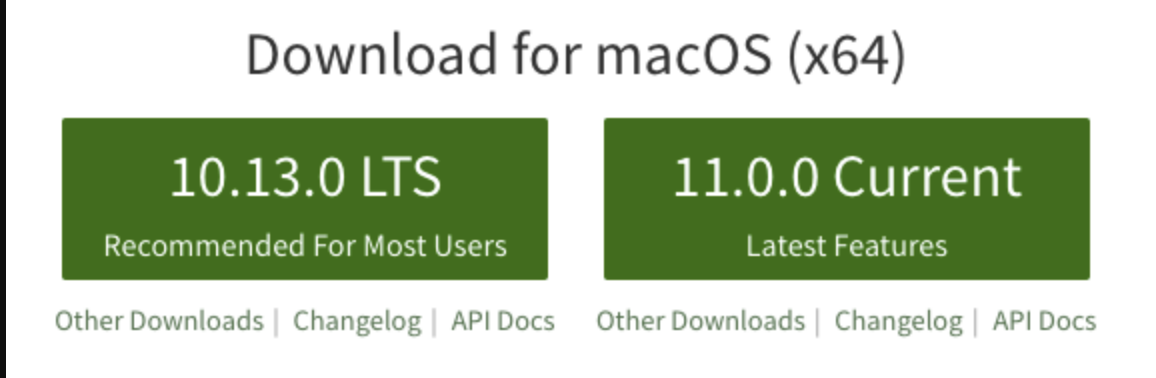 Download for macOS (x64)
10.13.0 LTS
Recommended For Most Users
Other Downloads | Changelog | API Docs
11.0.0 Current
Latest Features
Other Downloads | Changelog | API Docs